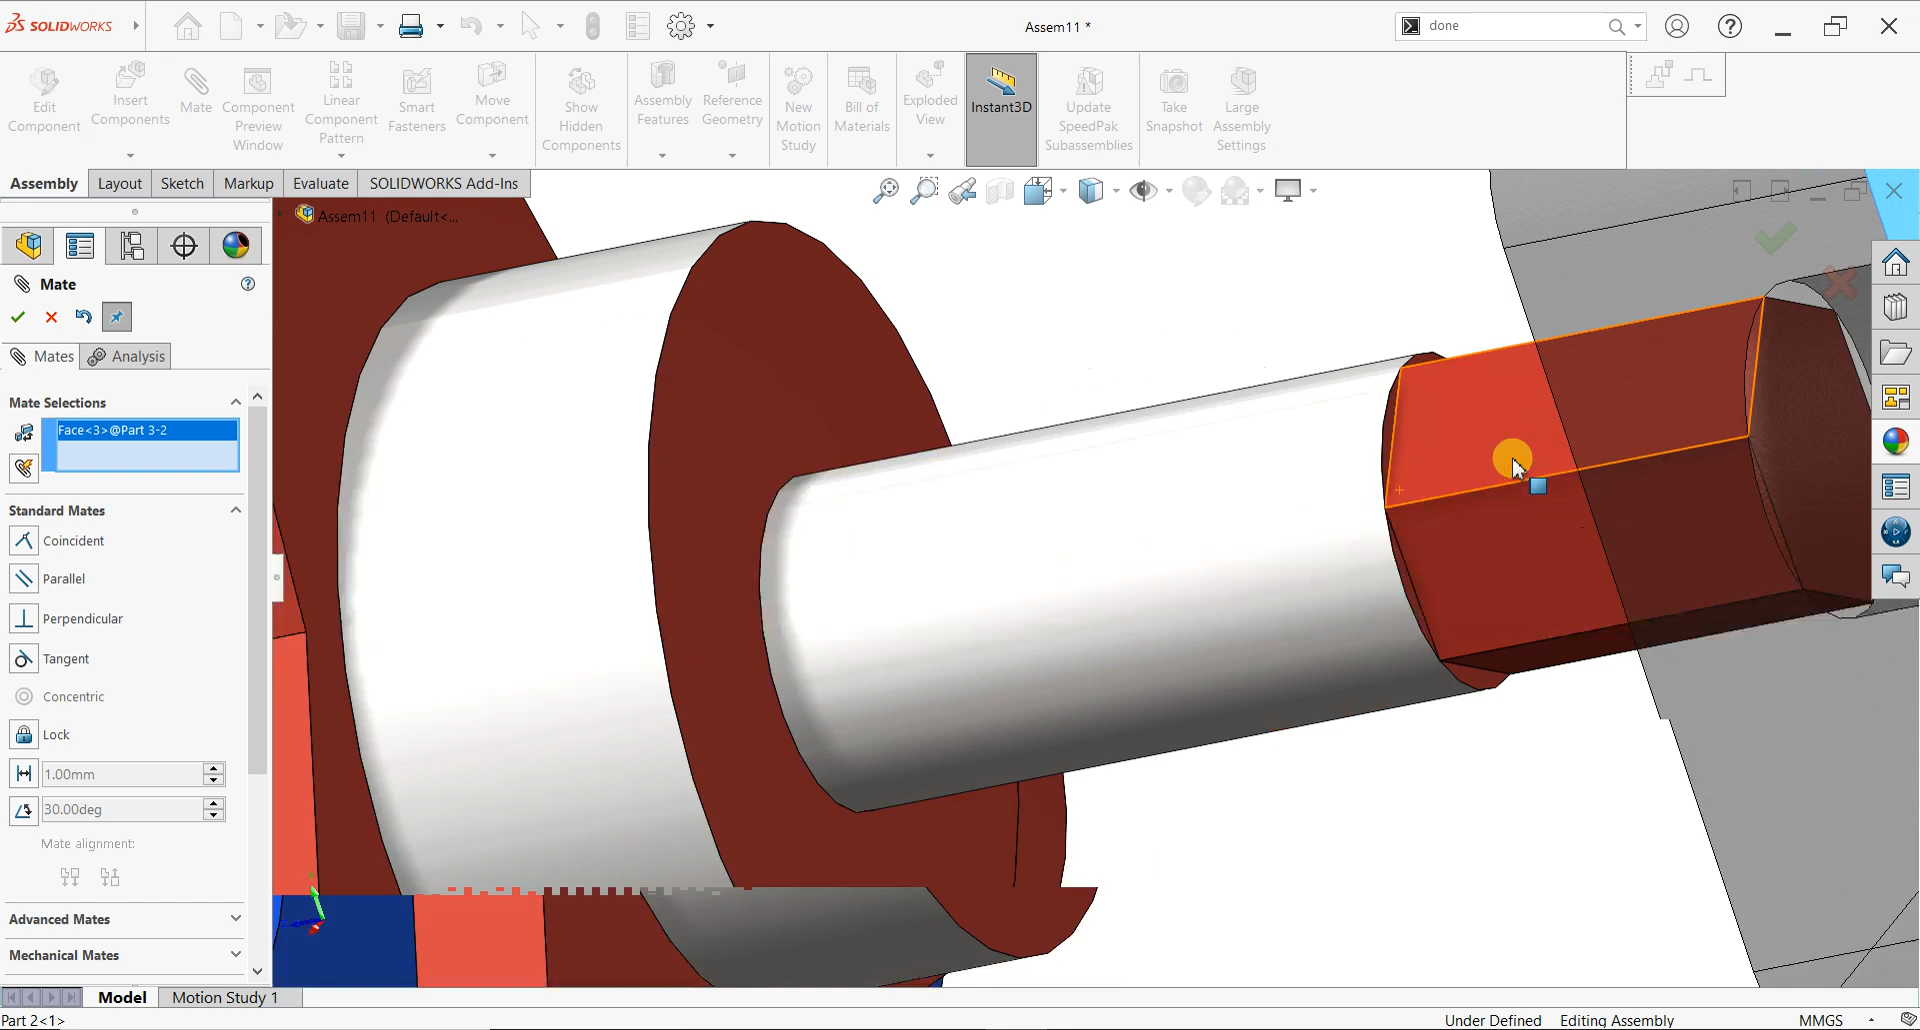 SOLIDWORKS
Assem11 *
done
Edit Component
Insert Components
Mate
Component Preview Window
Linear Component Pattern
Smart Fasteners
Move Component
Show Hidden Components
Assembly Features
Reference Geometry
New Motion Study
Bill of Materials
Exploded View
Instant3D
Update SpeedPak Subassemblies
Take Snapshot
Large Assembly Settings
Assembly
Layout
Sketch
Markup
Evaluate
SOLIDWORKS Add-Ins
Assem11 (Default<...
Mate
Mates
Analysis
Mate Selections
Face<3>@Part 3-2
Standard Mates
Coincident
Parallel
Perpendicular
Tangent
Concentric
Lock
1.00mm
30.00deg
Mate alignment:
Advanced Mates
Mechanical Mates
Model
Motion Study 1
Part 2<1>
Under Defined
Editing Assembly
MMGS